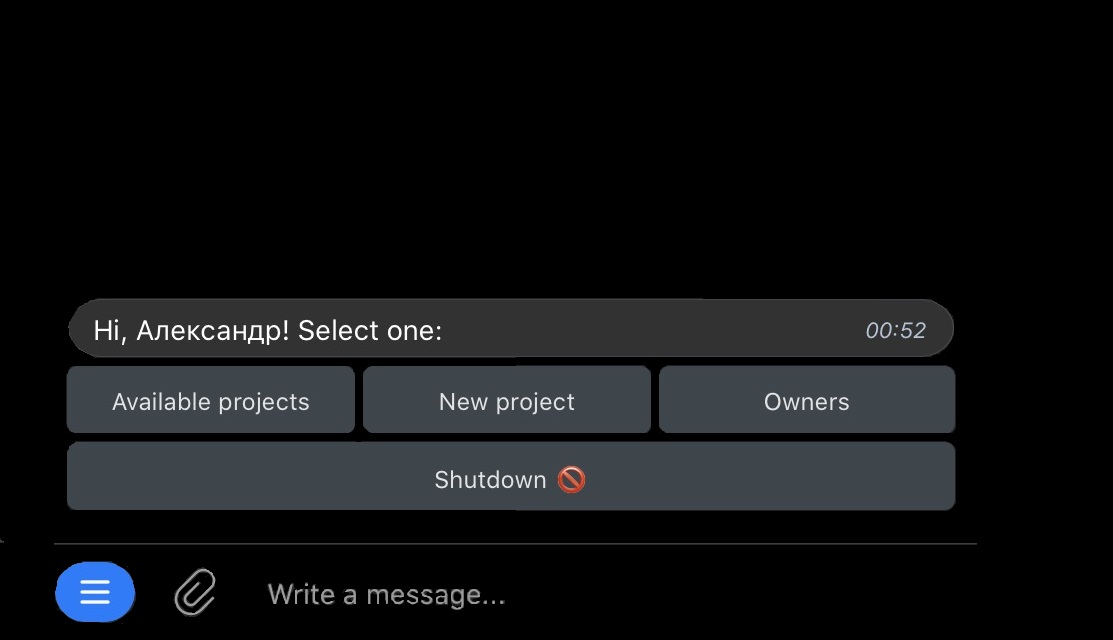 Hi, Александр! Select one: 00:52
Available projects New project Owners
Shutdown 🚫
Write a message...